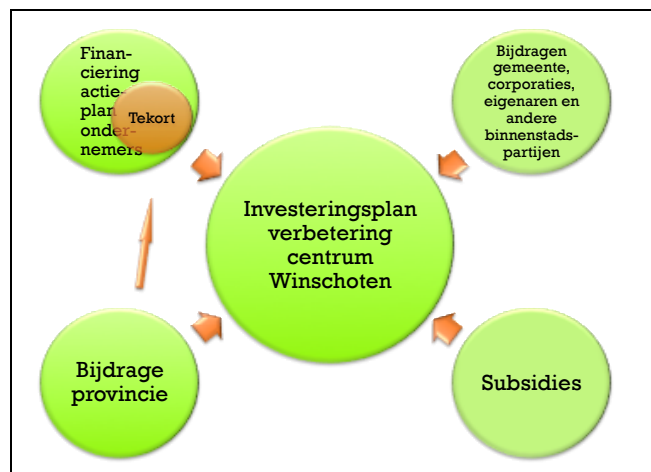 Finan-
ciering
actie-
plan
onder-
nemers
Tekort
Bijdragen
gemeente,
corporaties,
eigenaren en
andere
binnenstads-
partijen
Investeringsplan
verbetering
centrum
Winschoten
Bijdrage
provincie
Subsidies